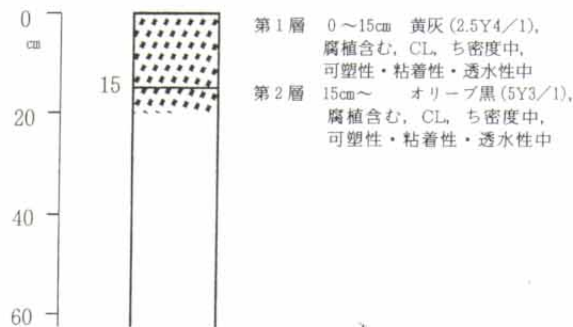 0
cm
15
20
40
60
第1層 0～15cm 黄灰(2.5Y4／1),
腐植含む, CL, ち密度中,
可塑性・粘着性・透水性中
第2層 15cm～ オリーブ黒(5Y3／1),
腐植含む, CL, ち密度中,
可塑性・粘着性・透水性中